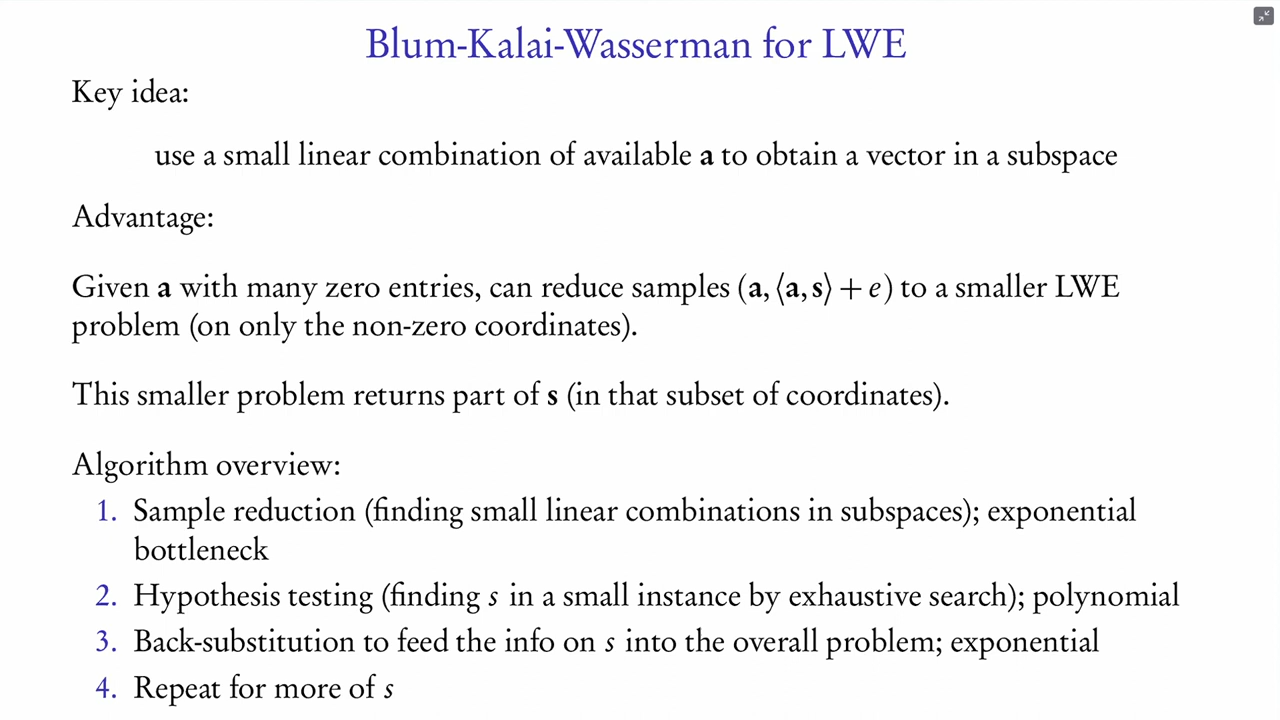 Blum-Kalai-Wasserman for LWE
Key idea:
use a small linear combination of available a to obtain a vector in a subspace
Advantage:
Given a with many zero entries, can reduce samples (a, ⟨a, s⟩ + e) to a smaller LWE
problem (on only the non-zero coordinates).
This smaller problem returns part of s (in that subset of coordinates).
Algorithm overview:
1. Sample reduction (finding small linear combinations in subspaces); exponential
bottleneck
2. Hypothesis testing (finding s in a small instance by exhaustive search); polynomial
3. Back-substitution to feed the info on s into the overall problem; exponential
4. Repeat for more of s